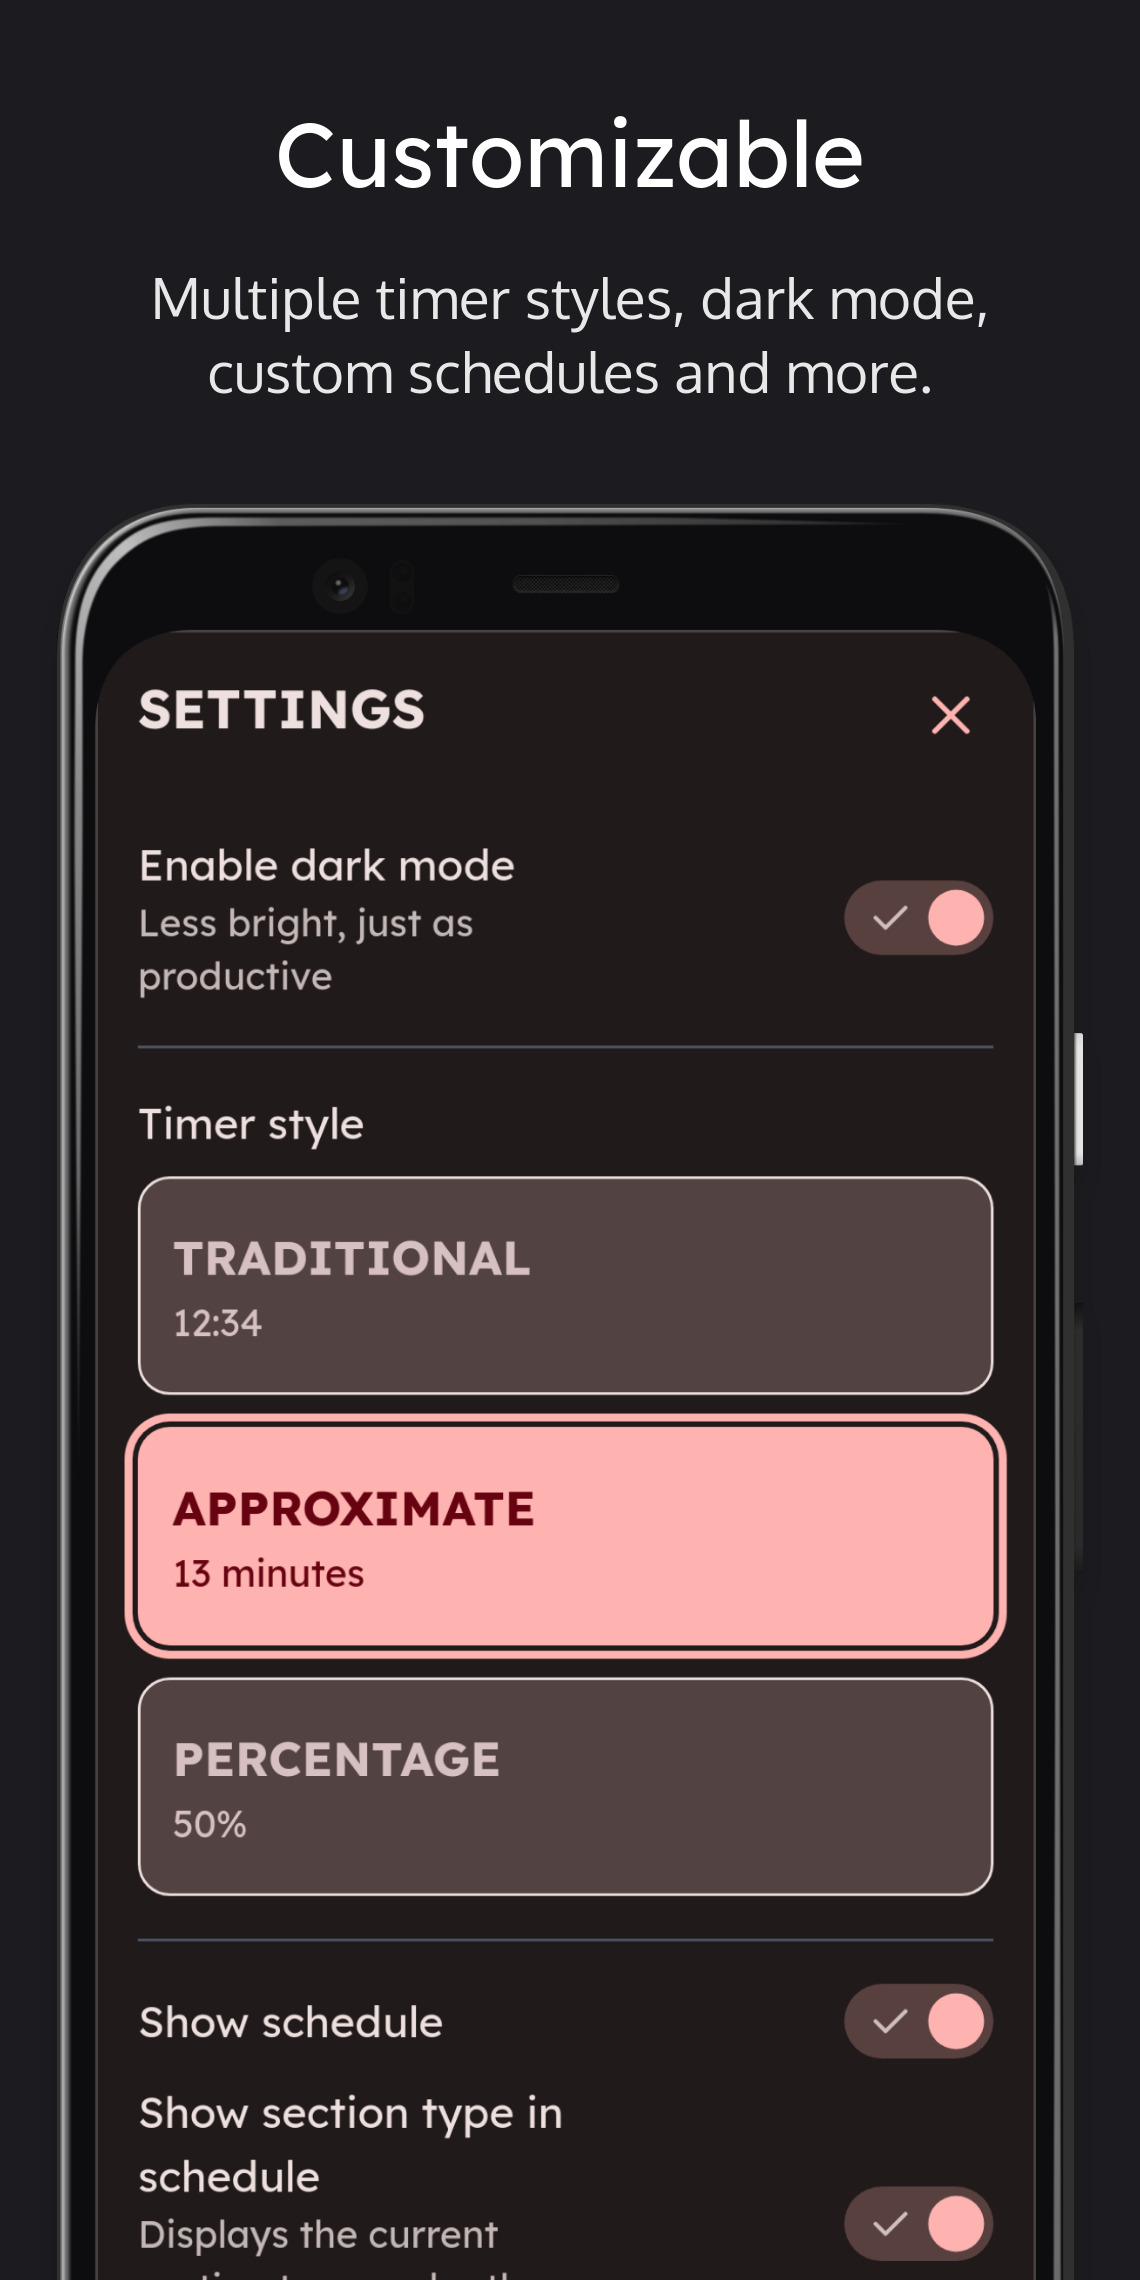 Customizable
Multiple timer styles, dark mode,
custom schedules and more.
SETTINGS
Enable dark mode
Less bright, just as
productive
Timer style
TRADITIONAL
12:34
APPROXIMATE
13 minutes
PERCENTAGE
50%
Show schedule
Show section type in
schedule
Displays the current